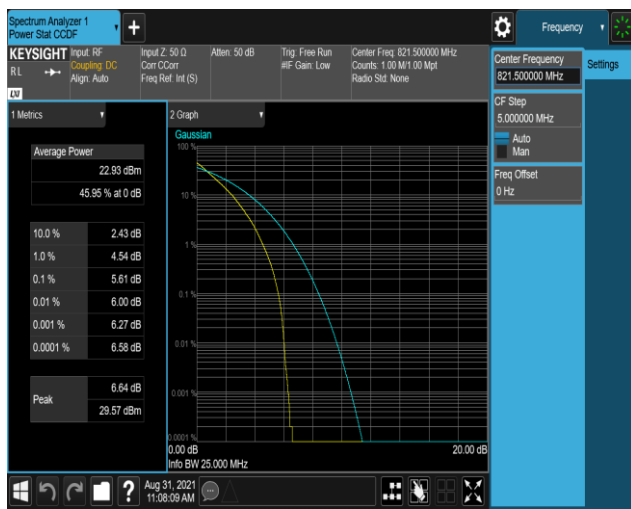 Spectrum Analyzer 1
Power Stat CCDF
+
Frequency
KEYSIGHT
RL
LXI
Input: RF
Coupling: DC
Align: Auto
Input Z: 50 Ω
Corr CCorr
Freq Ref: Int (S)
Atten: 50 dB
Trig: Free Run
#IF Gain: Low
Center Freq: 821.500000 MHz
Counts: 1.00 M/1.00 Mpt
Radio Std: None
Center Frequency
821.500000 MHz
Settings
CF Step
5.000000 MHz
Auto
Man
Freq Offset
0 Hz
1 Metrics
Average Power
22.93 dBm
45.95 % at 0 dB
10.0 % 2.43 dB
1.0 % 4.54 dB
0.1 % 5.61 dB
0.01 % 6.00 dB
0.001 % 6.27 dB
0.0001 % 6.58 dB
Peak 6.64 dB
29.57 dBm
2 Graph
Gaussian
100 %
10 %
1 %
0.1 %
0.01 %
0.001 %
0.0001 %
0.00 dB 20.00 dB
Info BW 25.000 MHz
?
Aug 31, 2021
11:08:09 AM